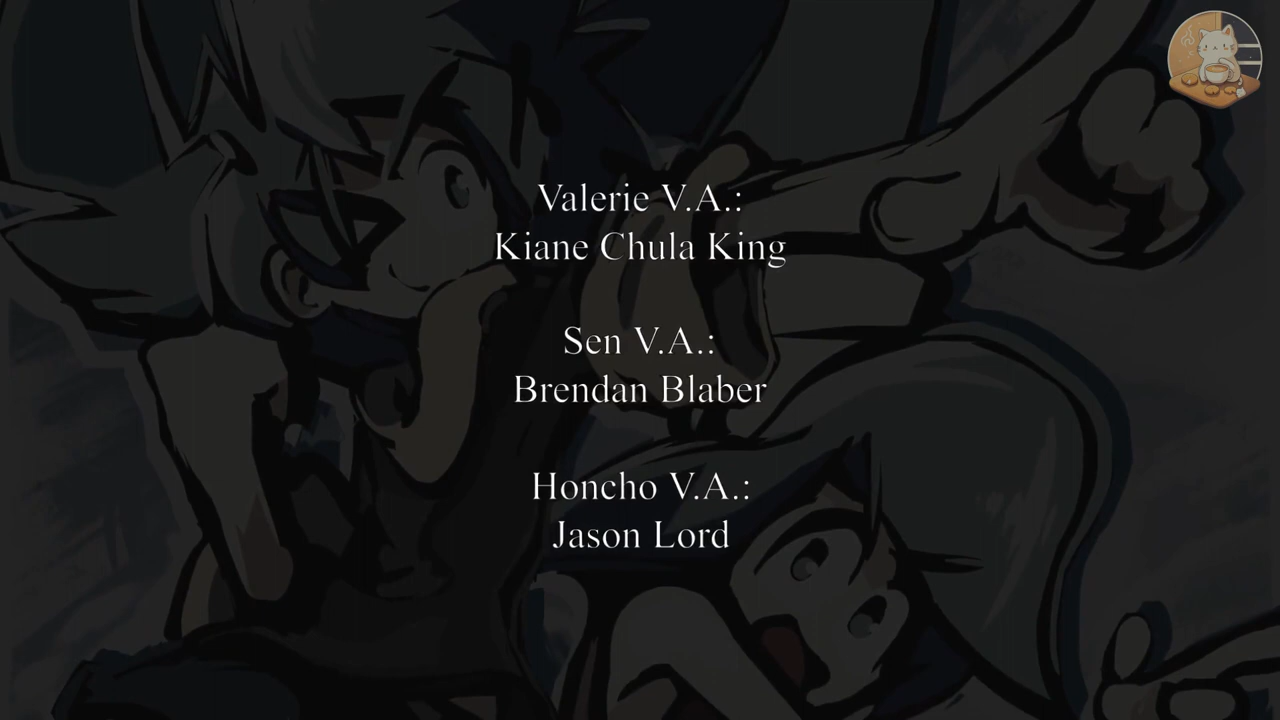 Valerie V.A.:
Kiane Chula King
Sen V.A.:
Brendan Blaber
Honcho V.A.:
Jason Lord